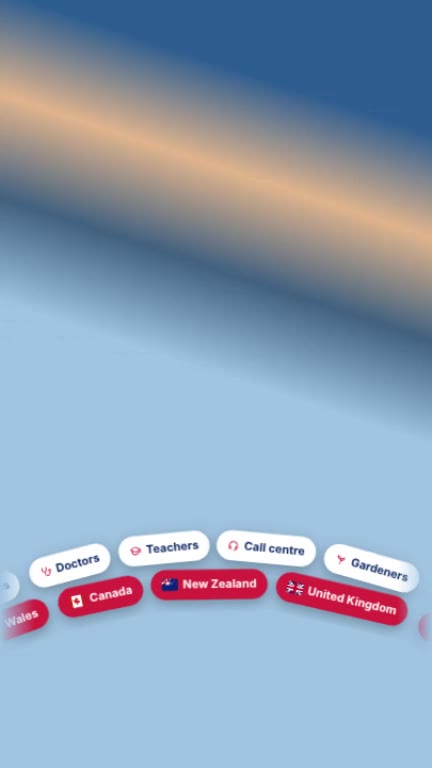 Doctors
Teachers
Call centre
Gardeners
Wales
Canada
New Zealand
United Kingdom